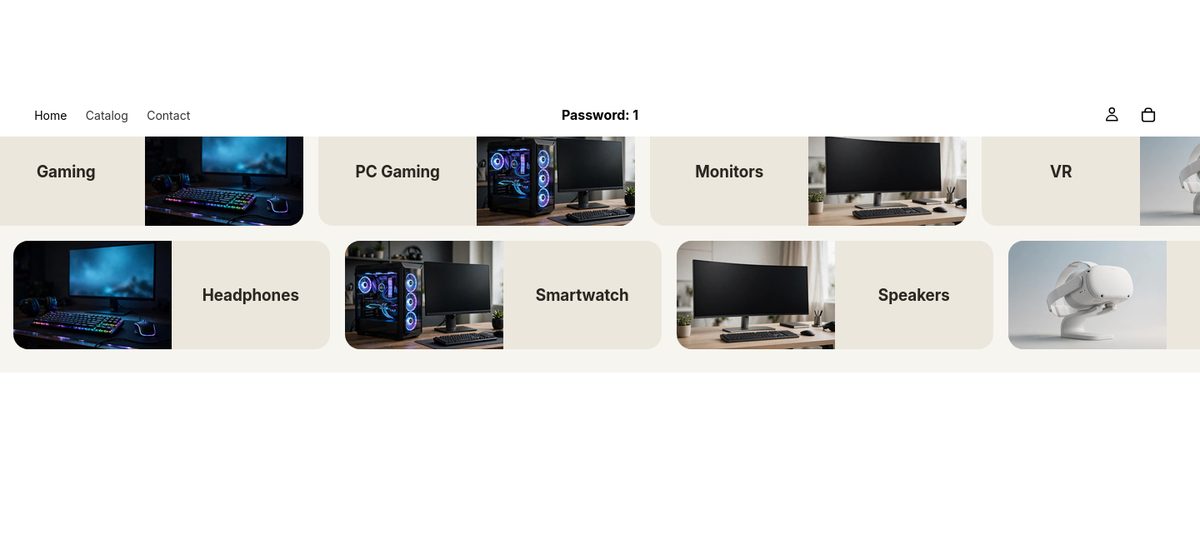 Home Catalog Contact Password: 1
Gaming PC Gaming Monitors VR
Headphones Smartwatch Speakers